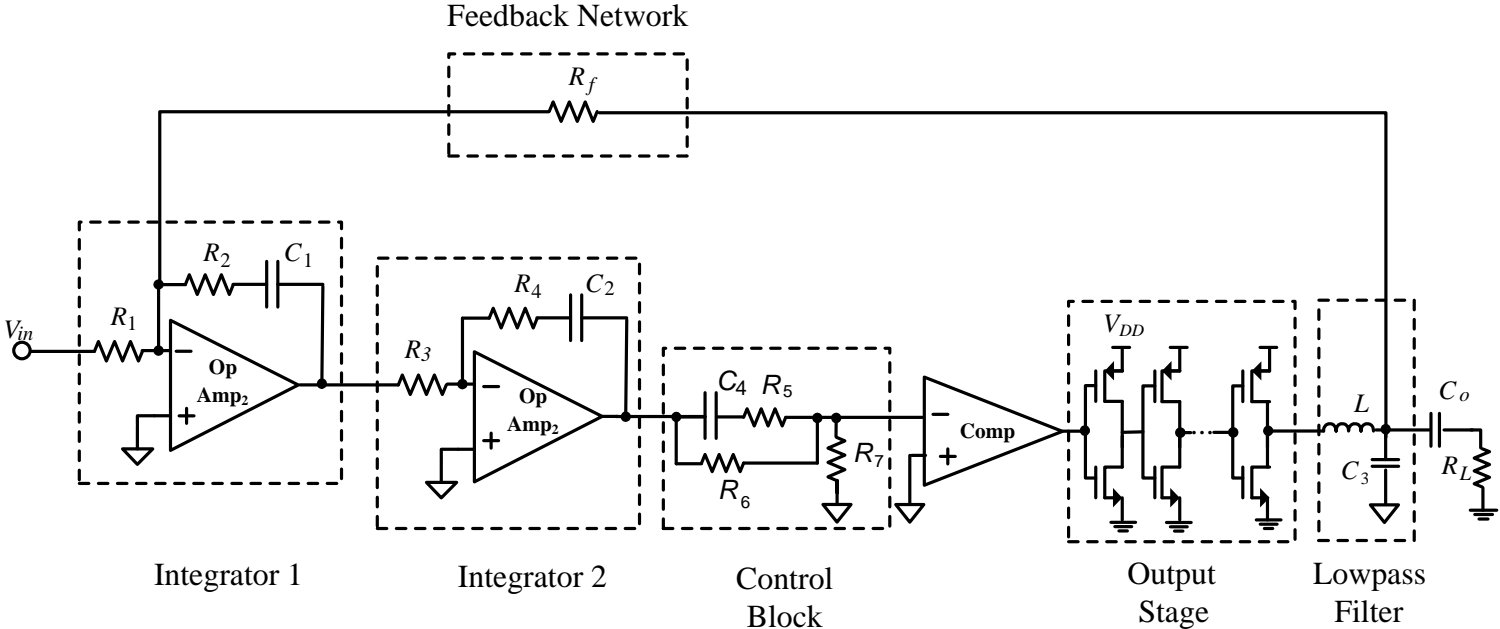 Feedback Network
R_f
R_2
C_1
V_in
R_1
Op
Amp_2
R_4
C_2
R_3
Op
Amp_2
C_4
R_5
R_6
R_7
Comp
V_DD
L
C_3
C_o
R_L
Integrator 1
Integrator 2
Control
Block
Output
Stage
Lowpass
Filter